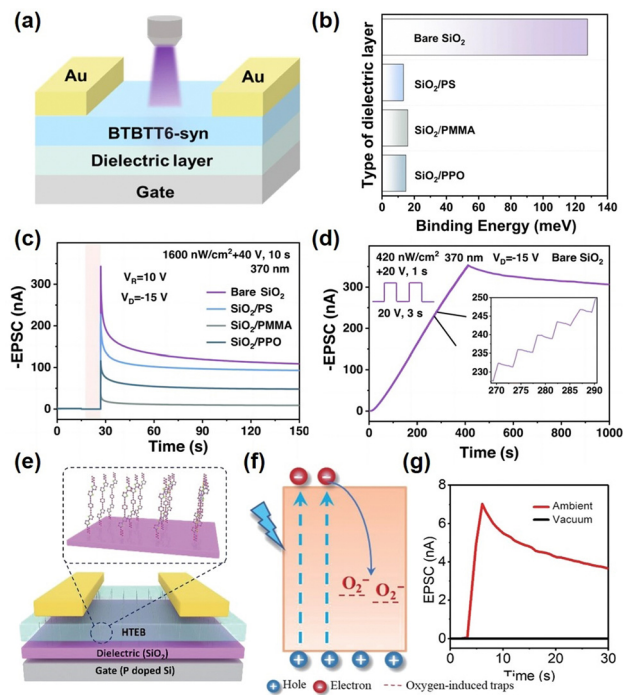 (a)
Au
Au
BTBTT6-syn
Dielectric layer
Gate
(b)
Type of dielectric layer
Bare SiO₂
SiO₂/PS
SiO₂/PMMA
SiO₂/PPO
0 20 40 60 80 100 120 140
Binding Energy (meV)
(c)
-EPSC (nA)
400
300
200
100
0
1600 nW/cm²+40 V, 10 s
370 nm
V_R=10 V
V_D=-15 V
Bare SiO₂
SiO₂/PS
SiO₂/PMMA
SiO₂/PPO
0 30 60 90 120 150
Time (s)
(d)
-EPSC (nA)
400
300
200
100
0
420 nW/cm² 370 nm V_D=-15 V Bare SiO₂
+20 V, 1 s
20 V, 3 s
250
245
240
235
230
270 275 280 285 290
0 200 400 600 800 1000
Time (s)
(e)
HTEB
Dielectric (SiO₂)
Gate (P doped Si)
(f)
O₂⁻
O₂⁻
Hole Electron Oxygen-induced traps
(g)
EPSC (nA)
8
6
4
2
0
Ambient
Vacuum
0 10 20 30
Time (s)